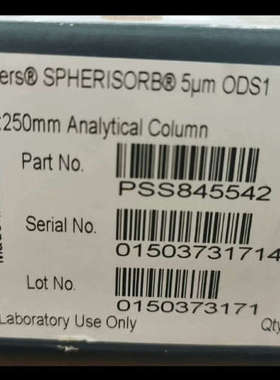 ers® SPHERISORB® 5µm ODS1
250mm Analytical Column
Part No.
PSS845542
Serial No.
01503731714
Lot No.
0150373171
Laboratory Use Only
Qty